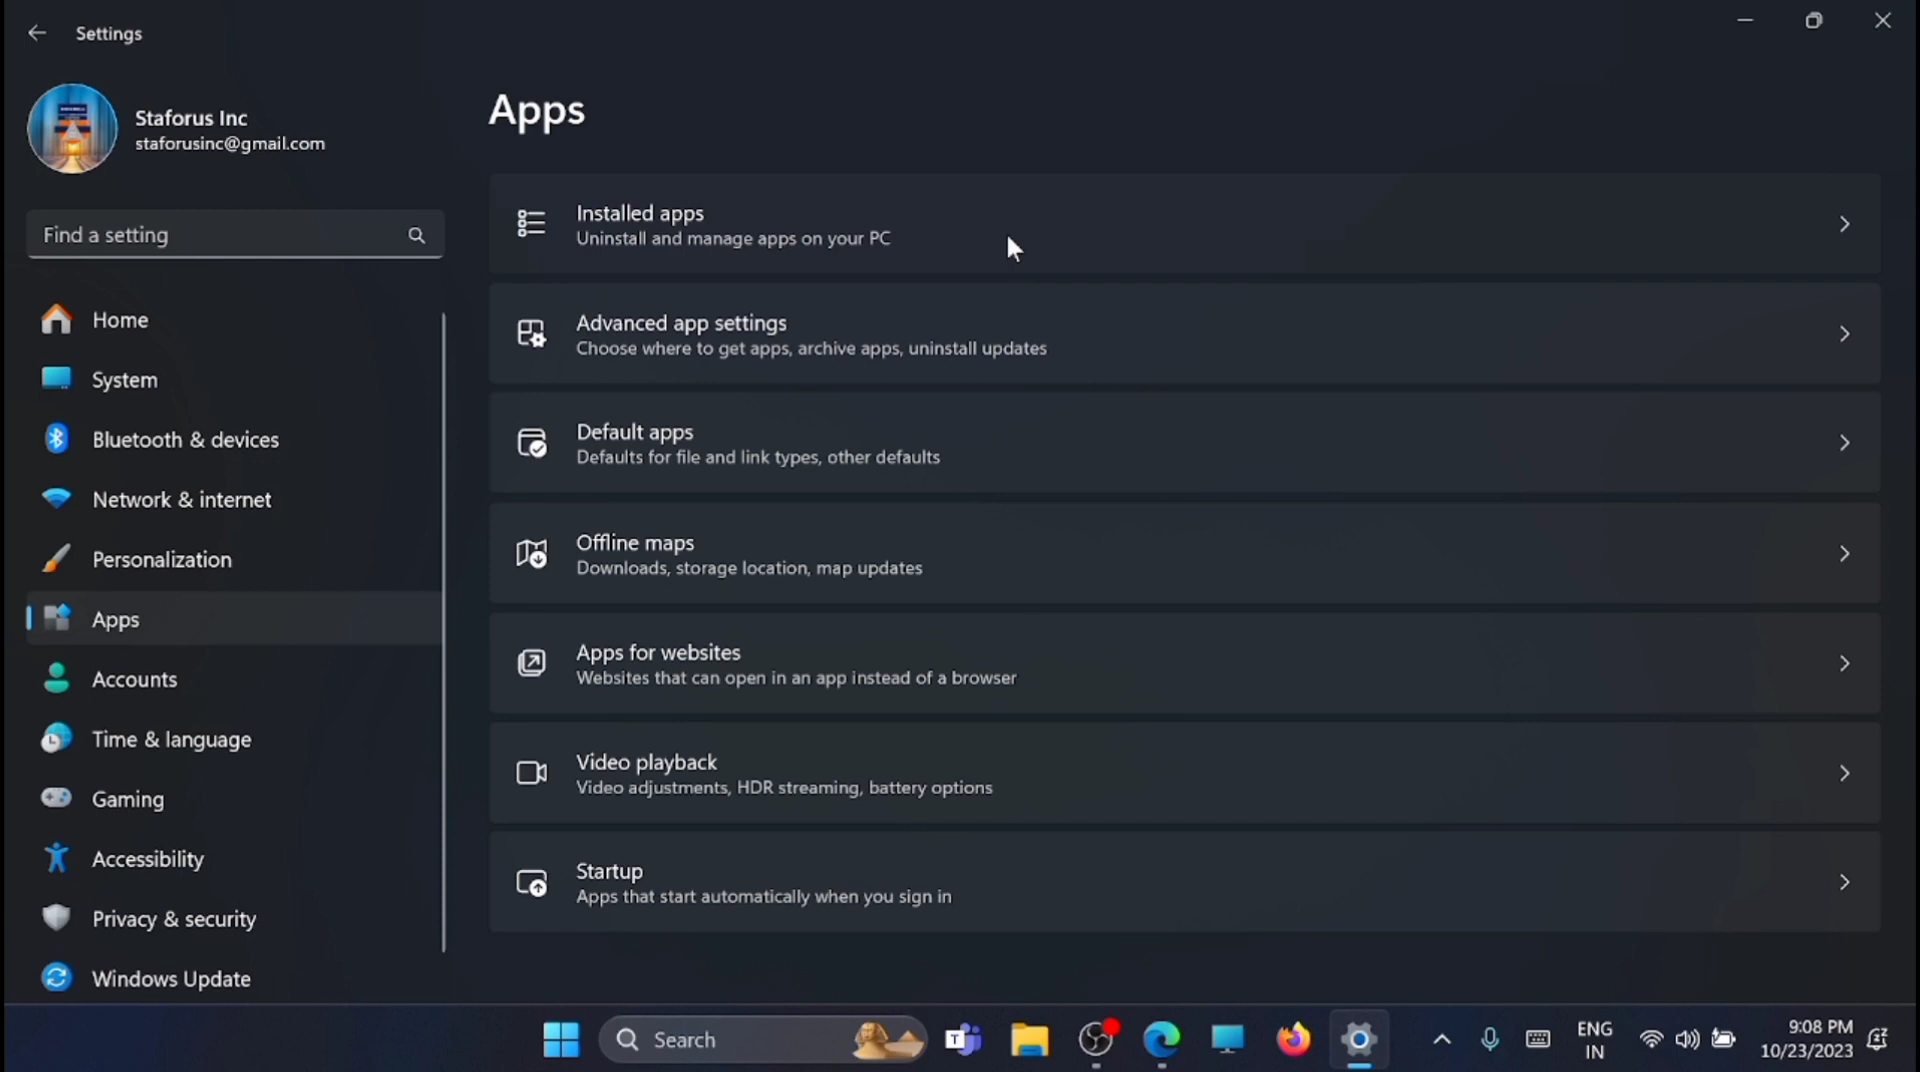 Settings
Staforus Inc
staforusinc@gmail.com
Find a setting
Home
System
Bluetooth & devices
Network & internet
Personalization
Apps
Accounts
Time & language
Gaming
Accessibility
Privacy & security
Windows Update
Apps
Installed apps
Uninstall and manage apps on your PC
Advanced app settings
Choose where to get apps, archive apps, uninstall updates
Default apps
Defaults for file and link types, other defaults
Offline maps
Downloads, storage location, map updates
Apps for websites
Websites that can open in an app instead of a browser
Video playback
Video adjustments, HDR streaming, battery options
Startup
Apps that start automatically when you sign in
Search
T
ENG
IN
9:08 PM
10/23/2023